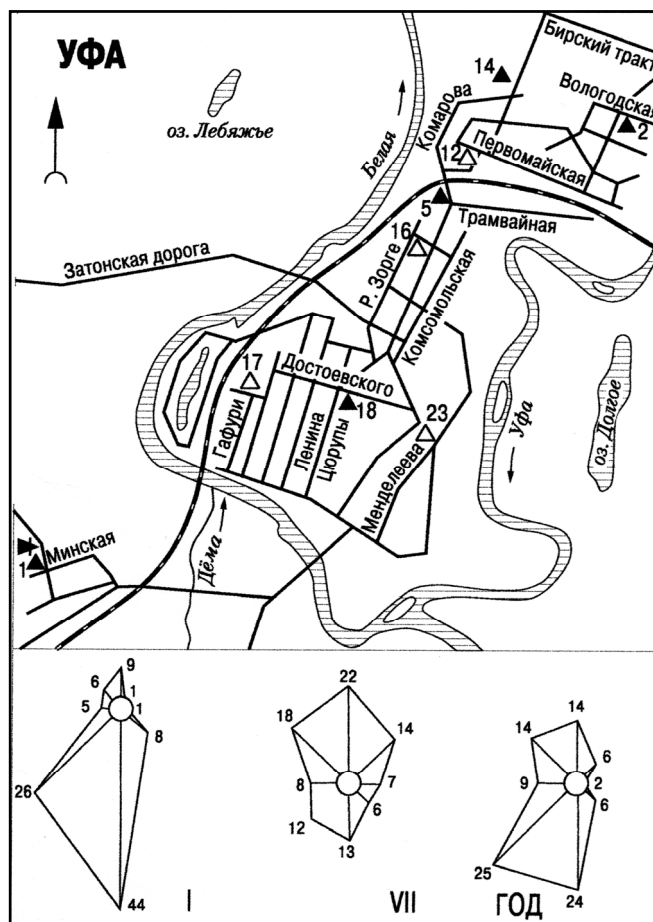 УФА
оз. Лебяжье
Белая
Комарова
14
Бирский тракт
Вологодская
2
12
Первомайская
5
Трамвайная
16
Затонская дорога
Р. Зорге
Комсомольская
17
Достоевского
18
23
Гафури
Ленина
Цюрупы
Менделеева
Уфа
оз. Долгое
Минская
1
Дёма
9
6
1
5
1
8
26
44
I
22
18
14
8
7
6
12
13
VII
14
14
6
9
2
6
25
24
ГОД